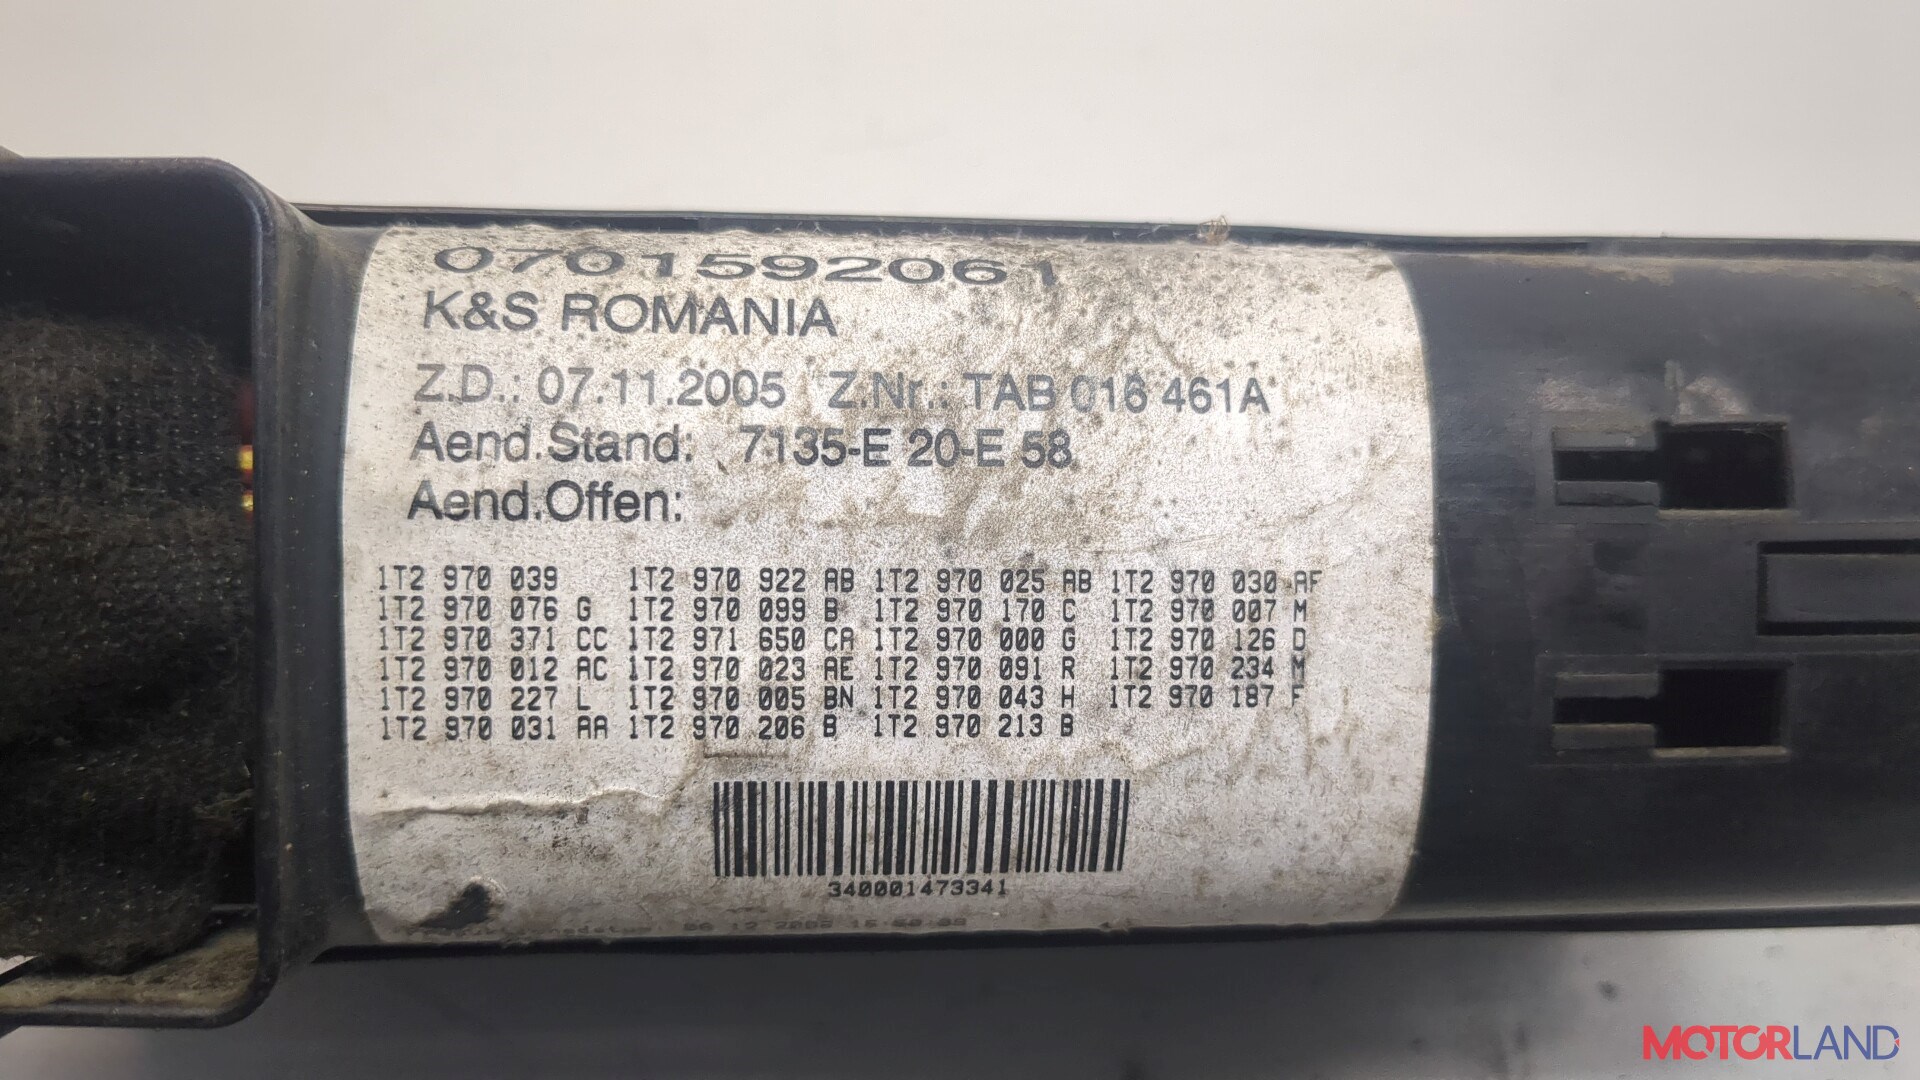 0701592061
K&S ROMANIA
Z.D.: 07.11.2005 Z.Nr.: TAB 016 461A
Aend.Stand: 7135-E 20-E 58
Aend.Offen:
1T2 970 039 1T2 970 922 AB 1T2 970 025 AB 1T2 970 030 AF
1T2 970 076 G 1T2 970 099 B 1T2 970 170 C 1T2 970 007 M
1T2 970 371 CC 1T2 971 650 CA 1T2 970 000 G 1T2 970 126 D
1T2 970 012 AC 1T2 970 023 AE 1T2 970 091 R 1T2 970 234 M
1T2 970 227 L 1T2 970 005 BN 1T2 970 043 H 1T2 970 187 F
1T2 970 031 AA 1T2 970 206 B 1T2 970 213 B
340001473341
MOTORLAND